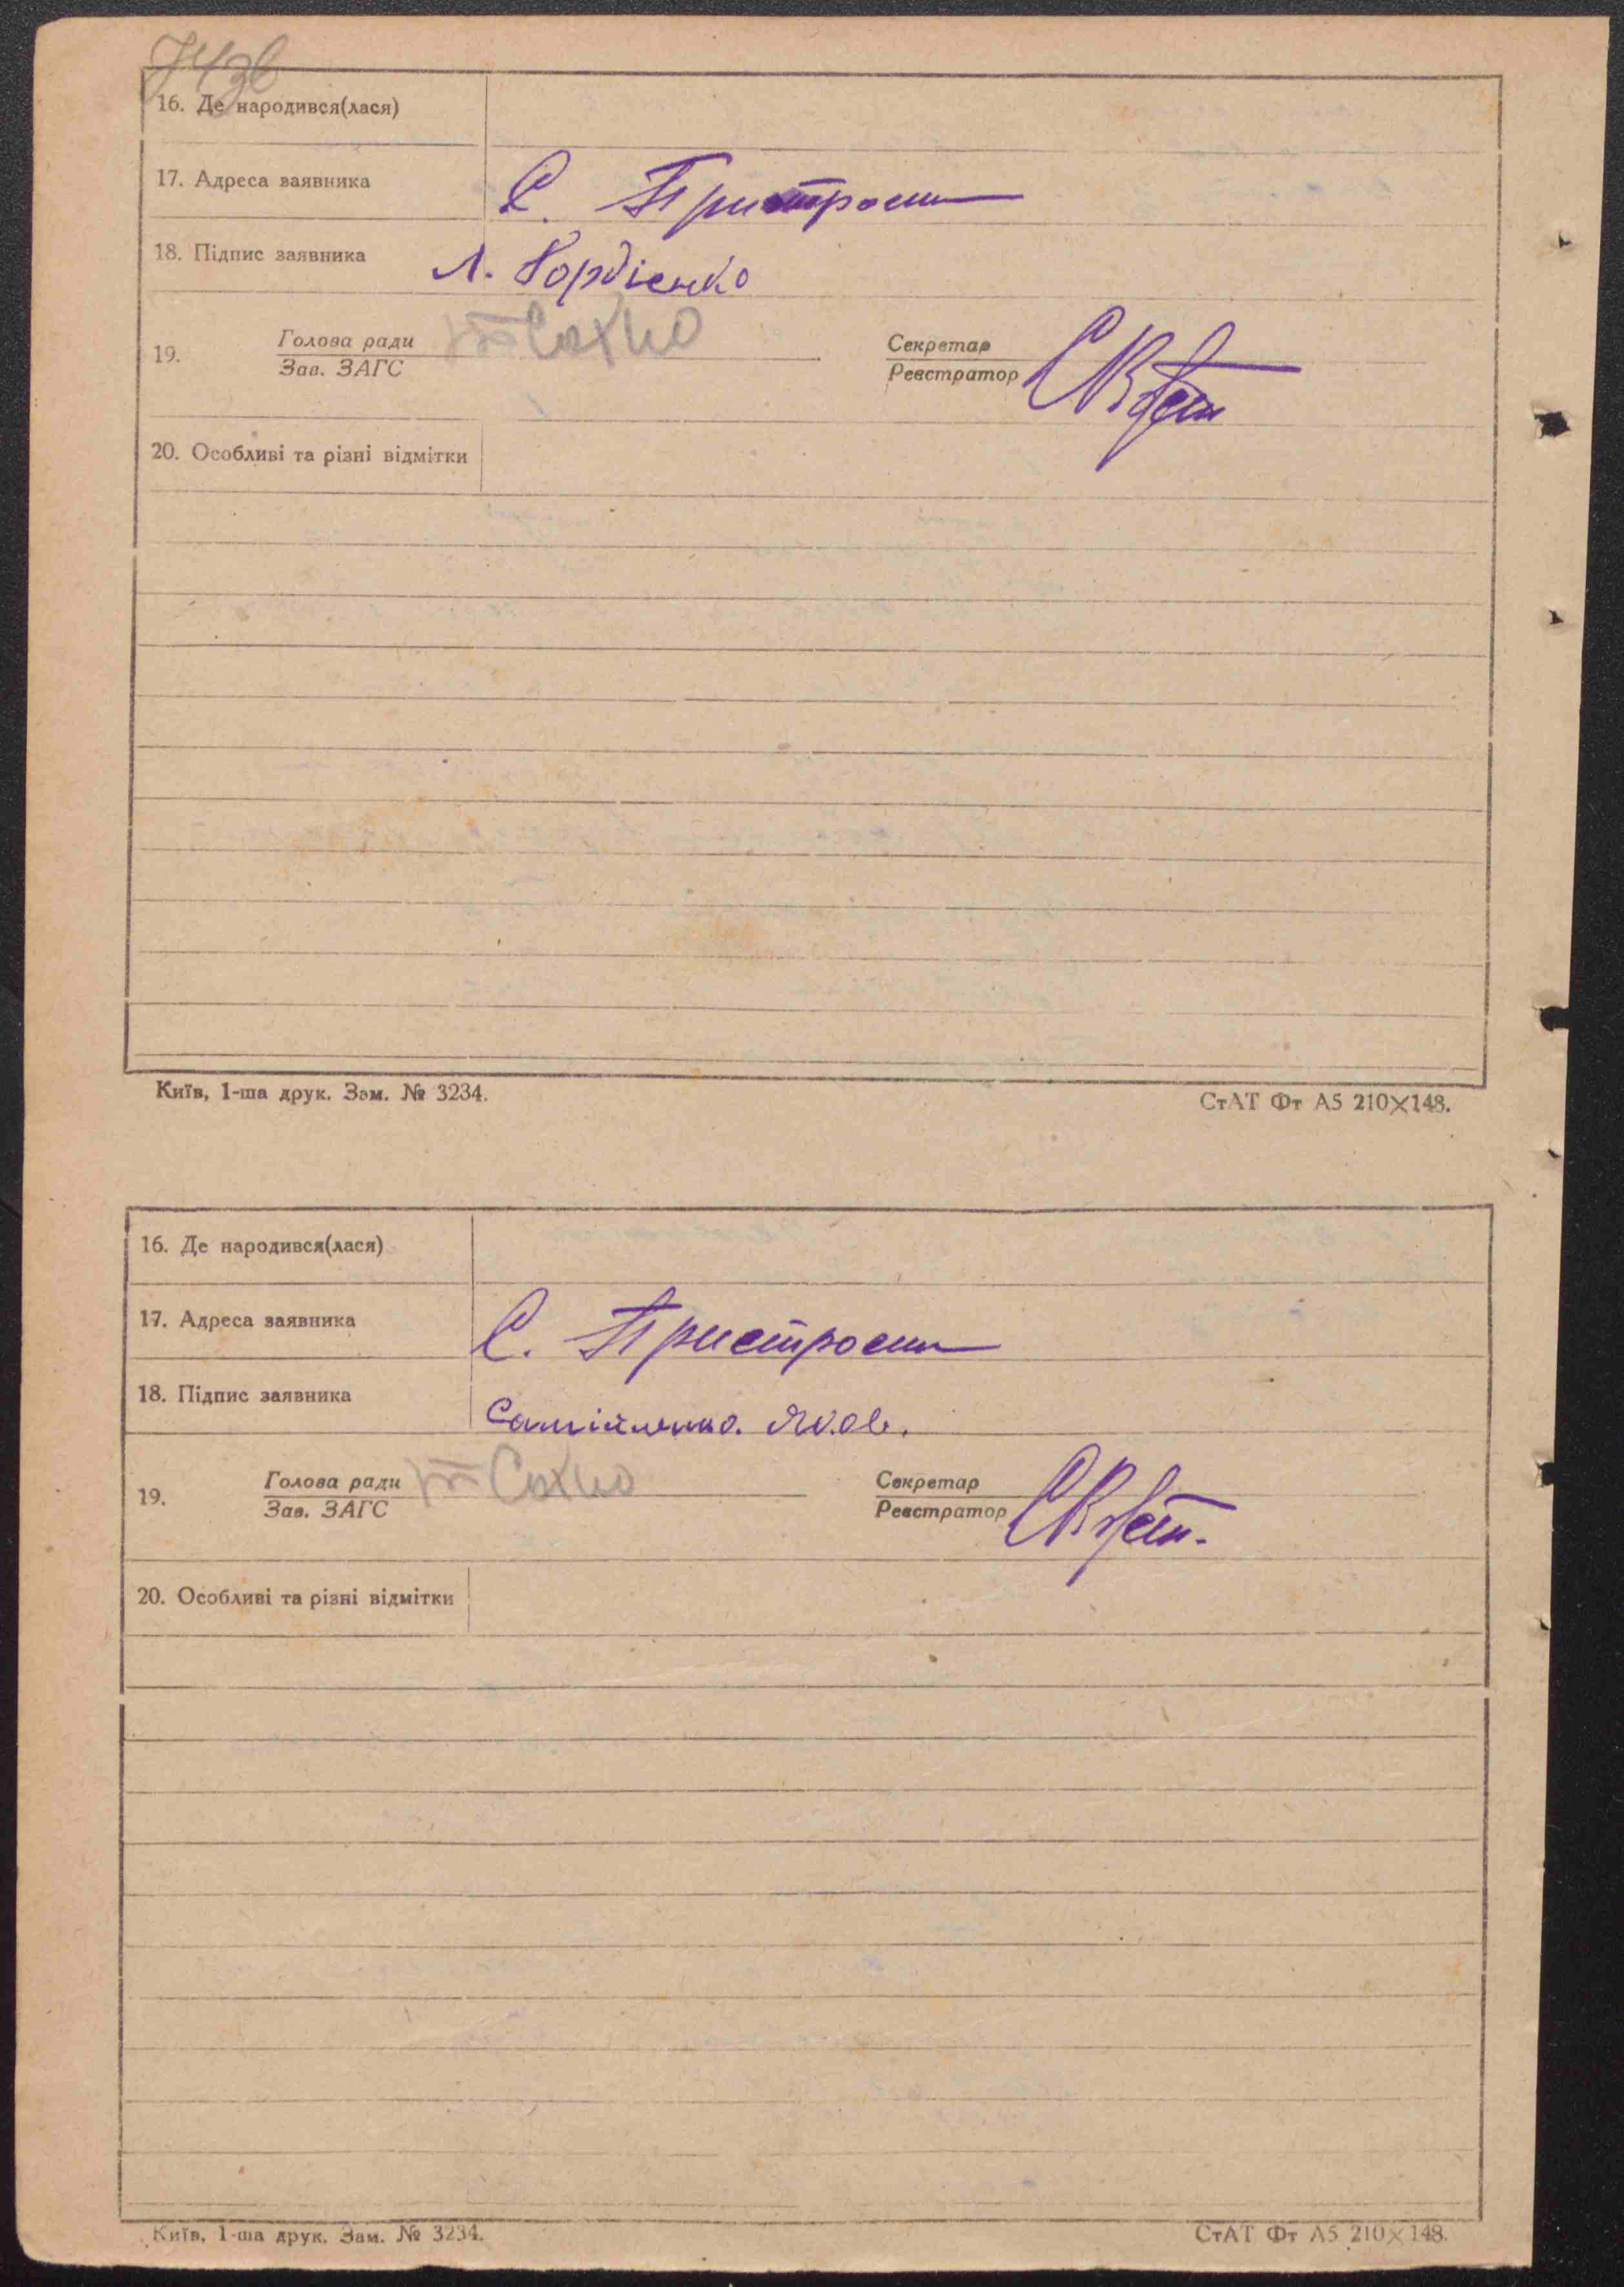 743б
16. Де народився(лася)
17. Адреса заявника С. Пристроми
18. Підпис заявника Л. Гордієнко
19. Голова ради Сахно Секретар
Зав. ЗАГС Реєстратор
20. Особливі та різні відмітки
Київ, 1-ша друк. Зам. № 3234. СтАТ Фт А5 210×148.
16. Де народився(лася)
17. Адреса заявника С. Пристроми
18. Підпис заявника Самійленко. Яков.
19. Голова ради Сахно Секретар
Зав. ЗАГС Реєстратор
20. Особливі та різні відмітки
Київ, 1-ша друк. Зам. № 3234. СтАТ Фт А5 210×148.